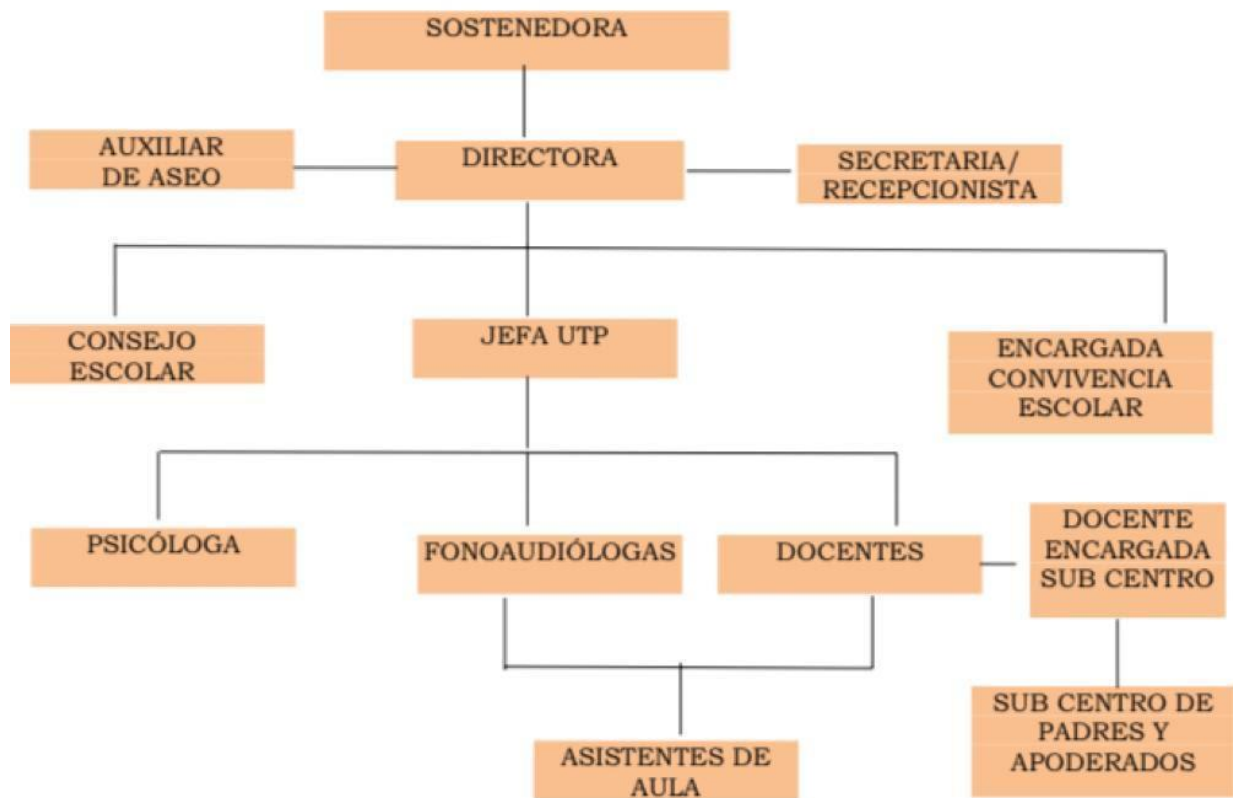 SOSTENEDORA
AUXILIAR
DE ASEO
DIRECTORA
SECRETARIA/
RECEPCIONISTA
CONSEJO
ESCOLAR
JEFA UTP
ENCARGADA
CONVIVENCIA
ESCOLAR
PSICÓLOGA
FONOAUDIÓLOGAS
DOCENTES
DOCENTE
ENCARGADA
SUB CENTRO
ASISTENTES DE
AULA
SUB CENTRO DE
PADRES Y
APODERADOS